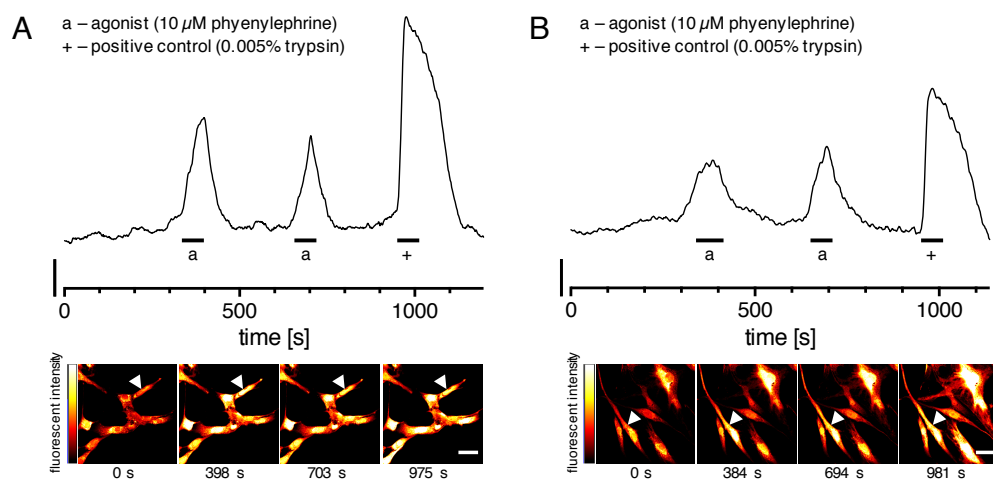 A
a – agonist (10 µM phyenylephrine)
+ – positive control (0.005% trypsin)
a
a
+
0
500
1000
time [s]
fluorescent intensity
0 s
398 s
703 s
975 s
B
a – agonist (10 µM phyenylephrine)
+ – positive control (0.005% trypsin)
a
a
+
0
500
1000
time [s]
fluorescent intensity
0 s
384 s
694 s
981 s